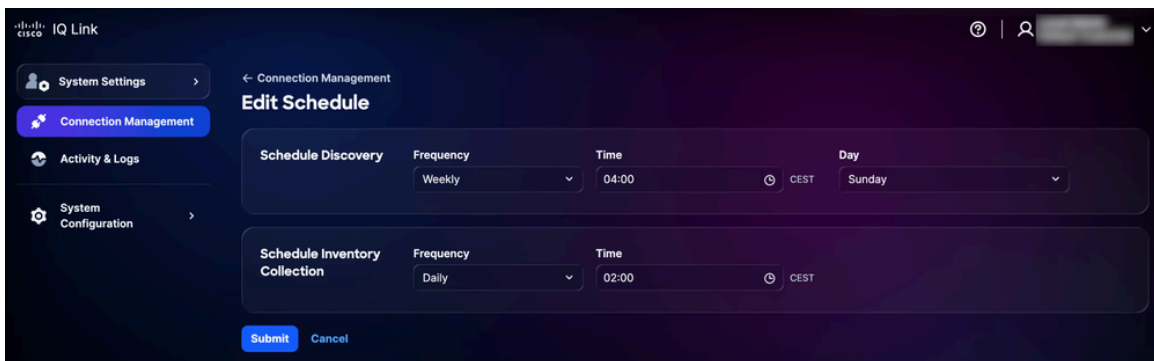 cisco IQ Link
System Settings
Connection Management
Activity & Logs
System
Configuration
← Connection Management
Edit Schedule
Schedule Discovery
Frequency
Weekly
Time
04:00
CEST
Day
Sunday
Schedule Inventory
Collection
Frequency
Daily
Time
02:00
CEST
Submit
Cancel